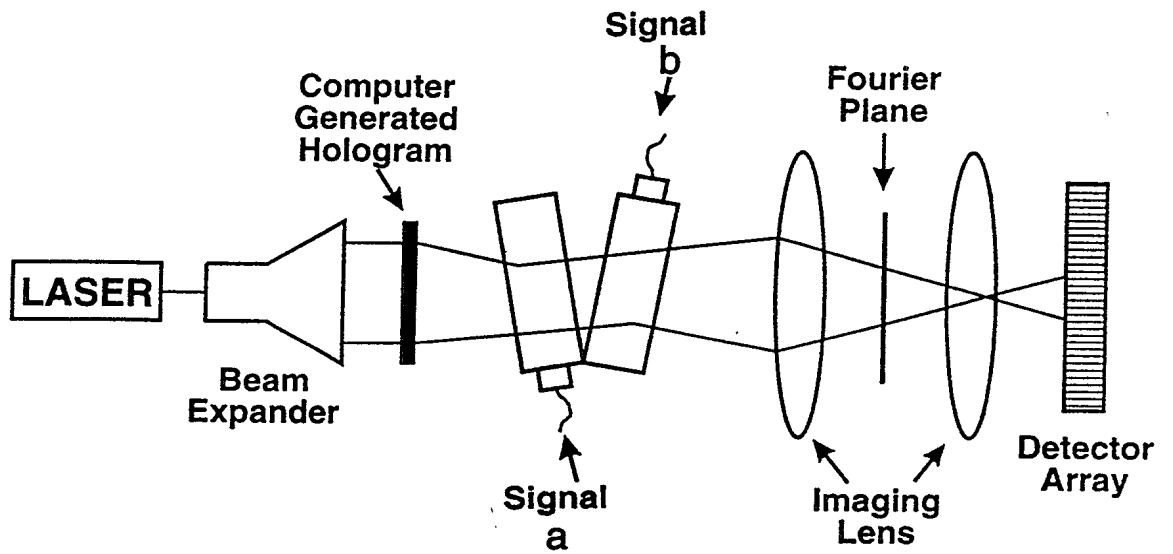 Signal
b
Computer
Generated
Hologram
Fourier
Plane
LASER
Beam
Expander
Signal
a
Imaging
Lens
Detector
Array